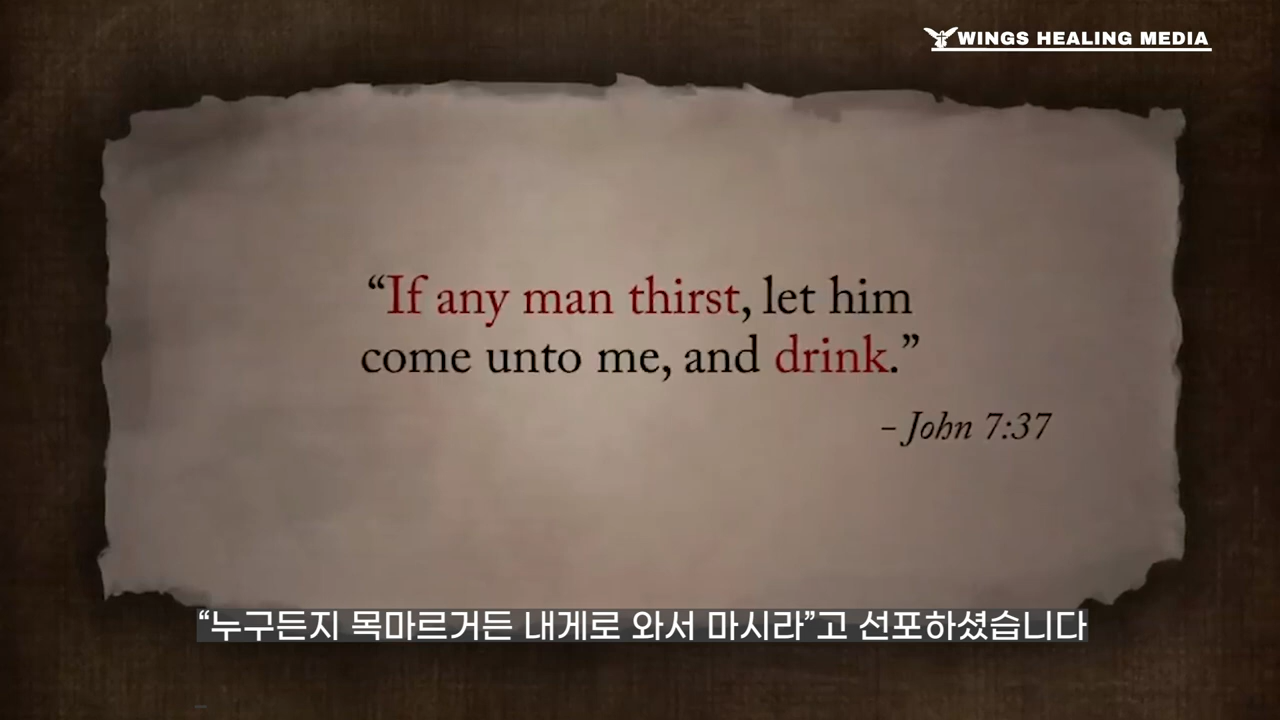 WINGS HEALING MEDIA
“If any man thirst, let him
come unto me, and drink.”
– John 7:37
“누구든지 목마르거든 내게로 와서 마시라”고 선포하셨습니다